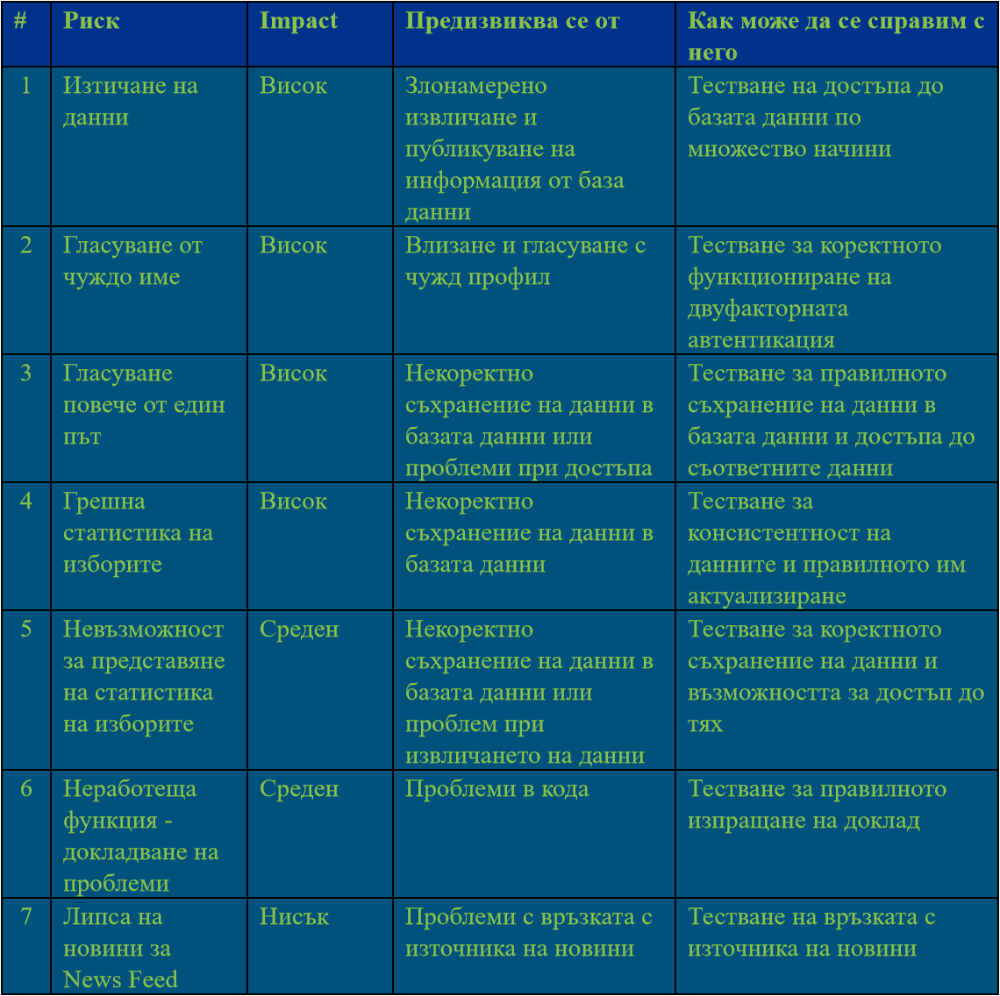 #
Риск
Impact
Предизвиква се от
Как може да се справим с
него
1
Изтичане на
данни
Висок
Злонамерено
извличане и
публикуване на
информация от база
данни
Тестване на достъпа до
базата данни по
множество начини
2
Гласуване от
чуждо име
Висок
Влизане и гласуване с
чужд профил
Тестване за коректното
функциониране на
двуфакторната
автентикация
3
Гласуване
повече от един
път
Висок
Некоректно
съхранение на данни в
базата данни или
проблеми при достъпа
Тестване за правилното
съхранение на данни в
базата данни и достъпа до
съответните данни
4
Грешна
статистика на
изборите
Висок
Некоректно
съхранение на данни в
базата данни
Тестване за
консистентност на
данните и правилното им
актуализиране
5
Невъзможност
за представяне
на статистика
на изборите
Среден
Некоректно
съхранение на данни в
базата данни или
проблем при
извличането на данни
Тестване за коректното
съхранение на данни и
възможността за достъп до
тях
6
Неработеща
функция -
докладване на
проблеми
Среден
Проблеми в кода
Тестване за правилното
изпращане на доклад
7
Липса на
новини за
News Feed
Нисък
Проблеми с връзката с
източника на новини
Тестване на връзката с
източника на новини